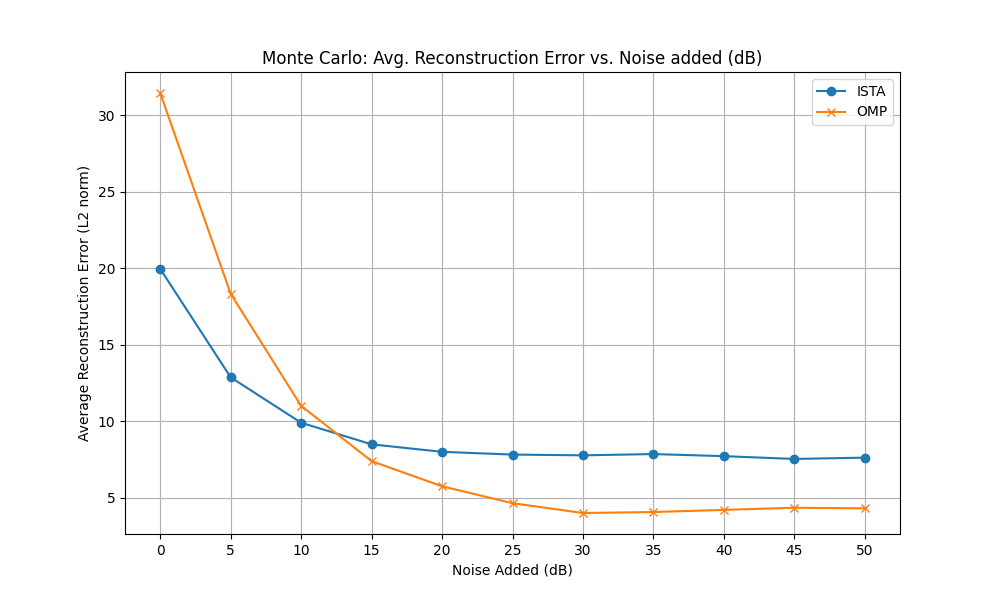 Monte Carlo: Avg. Reconstruction Error vs. Noise added (dB)
ISTA
OMP
Average Reconstruction Error (L2 norm)
30
25
20
15
10
5
0 5 10 15 20 25 30 35 40 45 50
Noise Added (dB)